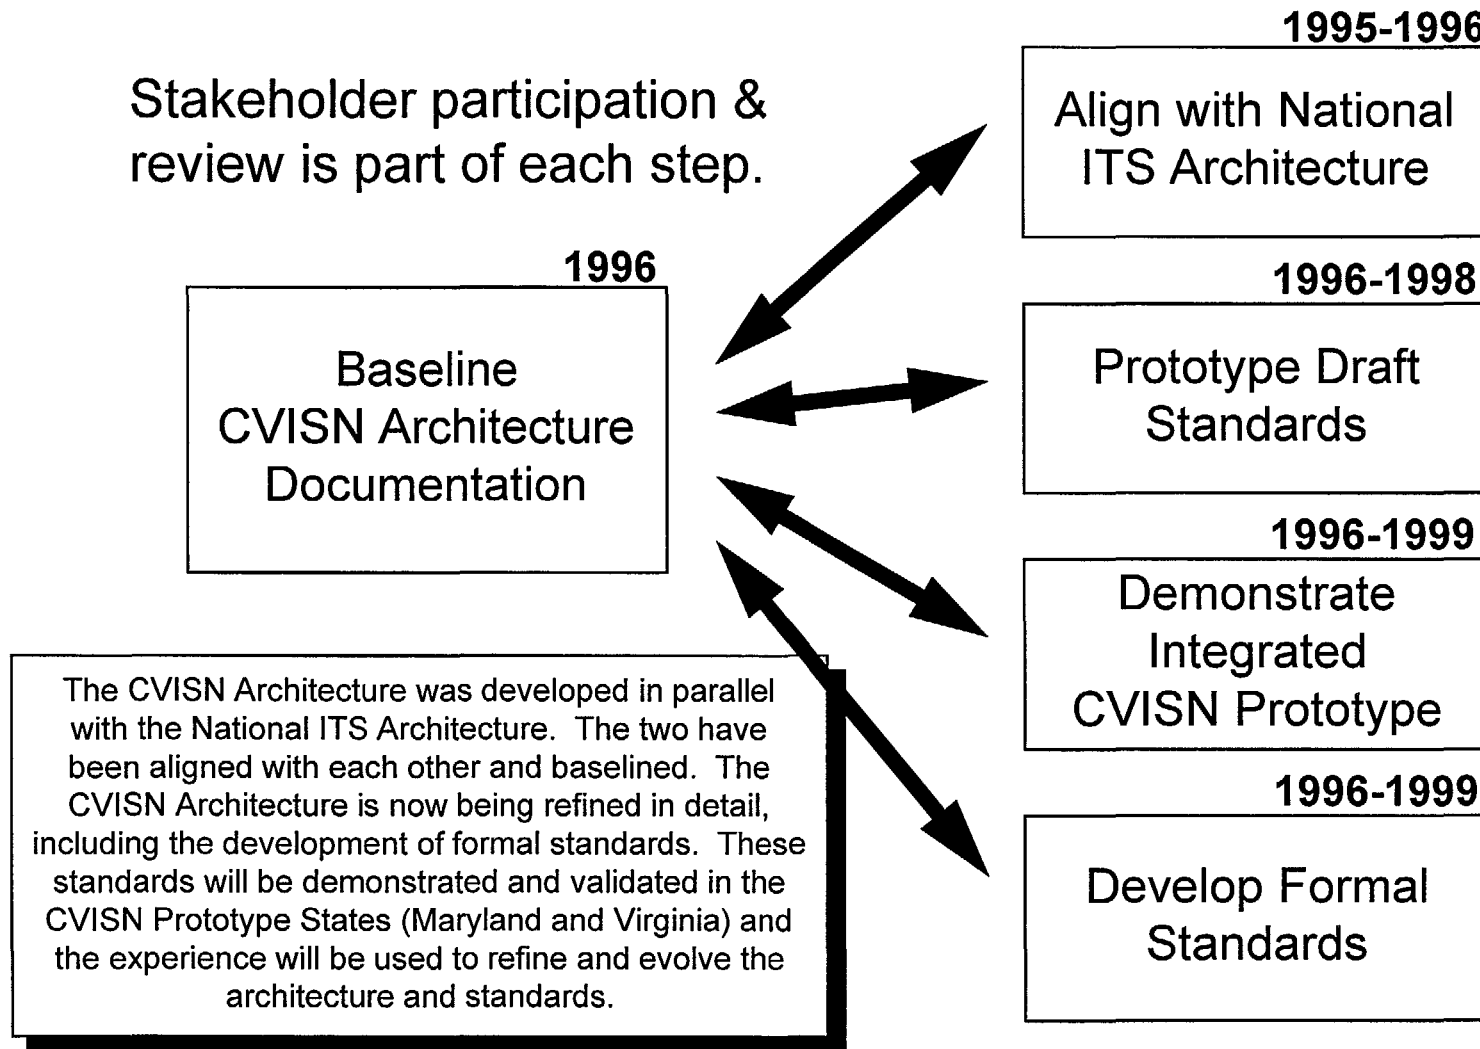 Stakeholder participation &
review is part of each step.
1996
Baseline
CVISN Architecture
Documentation
The CVISN Architecture was developed in parallel
with the National ITS Architecture. The two have
been aligned with each other and baselined. The
CVISN Architecture is now being refined in detail,
including the development of formal standards. These
standards will be demonstrated and validated in the
CVISN Prototype States (Maryland and Virginia) and
the experience will be used to refine and evolve the
architecture and standards.
1995-1996
Align with National
ITS Architecture
1996-1998
Prototype Draft
Standards
1996-1999
Demonstrate
Integrated
CVISN Prototype
1996-1999
Develop Formal
Standards